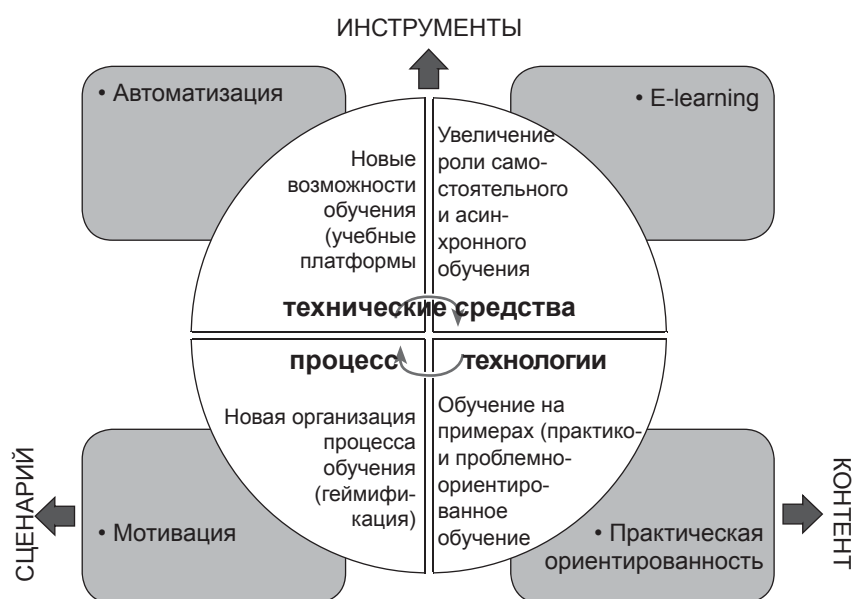 ИНСТРУМЕНТЫ
• Автоматизация
• E-learning
Новые
возможности
обучения
(учебные
платформы
Увеличение
роли само-
стоятельного
и асин-
хронного
обучения
технические средства
процесс
технологии
Новая организация
процесса
обучения
(геймифи-
кация)
Обучение на
примерах (практико-
и проблемно-
ориентиро-
ванное
обучение
СЦЕНАРИЙ
• Мотивация
• Практическая
ориентированность
КОНТЕНТ